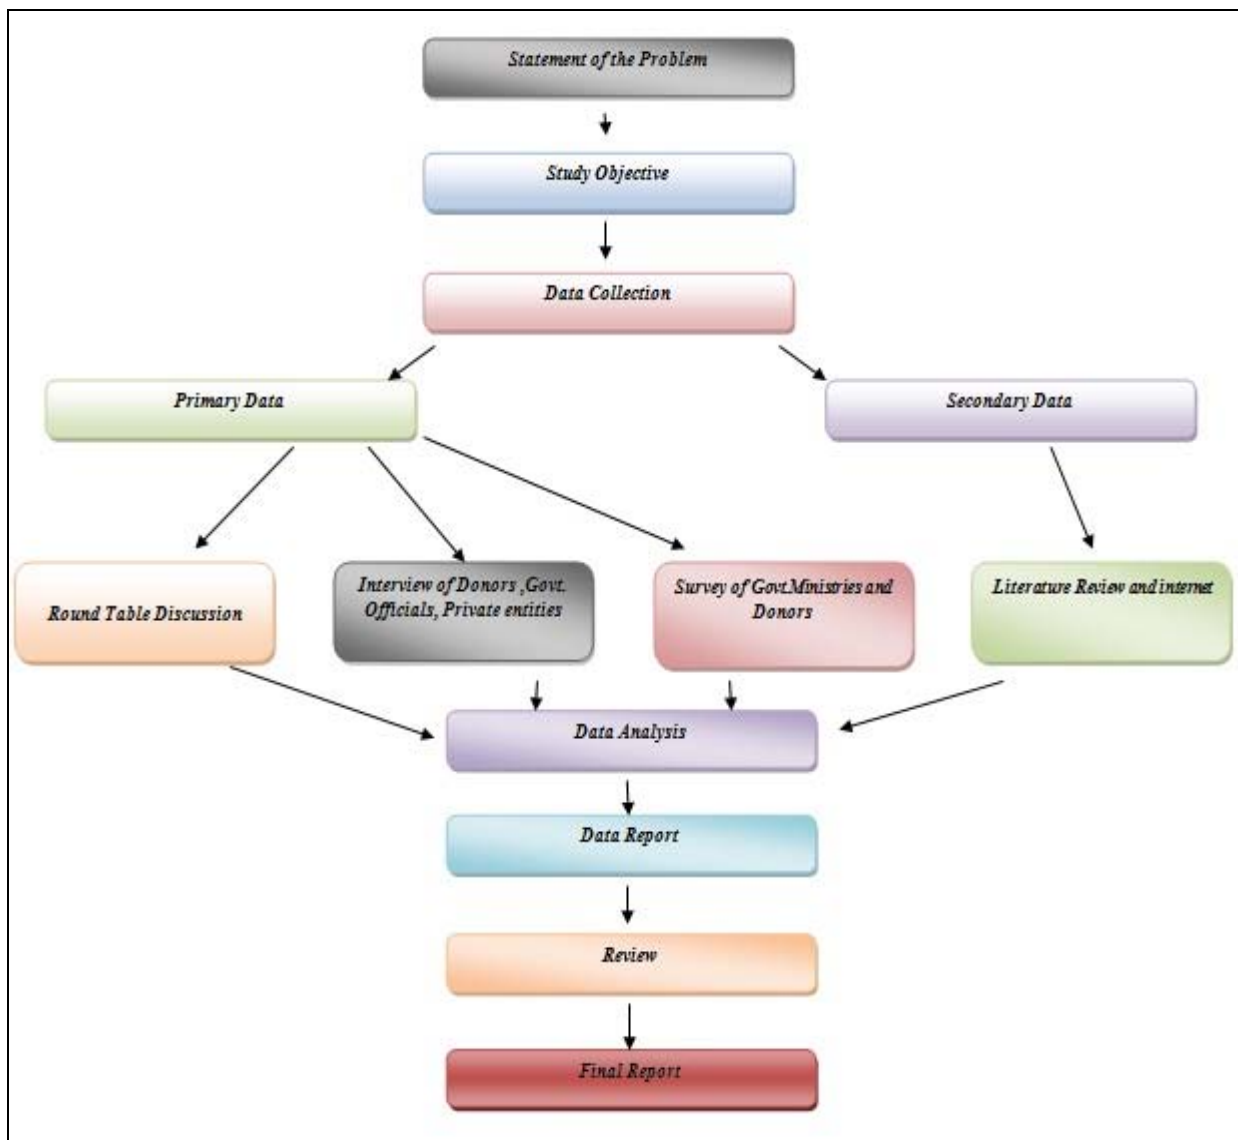 Statement of the Problem
Study Objective
Data Collection
Primary Data
Secondary Data
Round Table Discussion
Interview of Donors ,Govt.
Officials, Private entities
Survey of Govt.Ministries and
Donors
Literature Review and internet
Data Analysis
Data Report
Review
Final Report